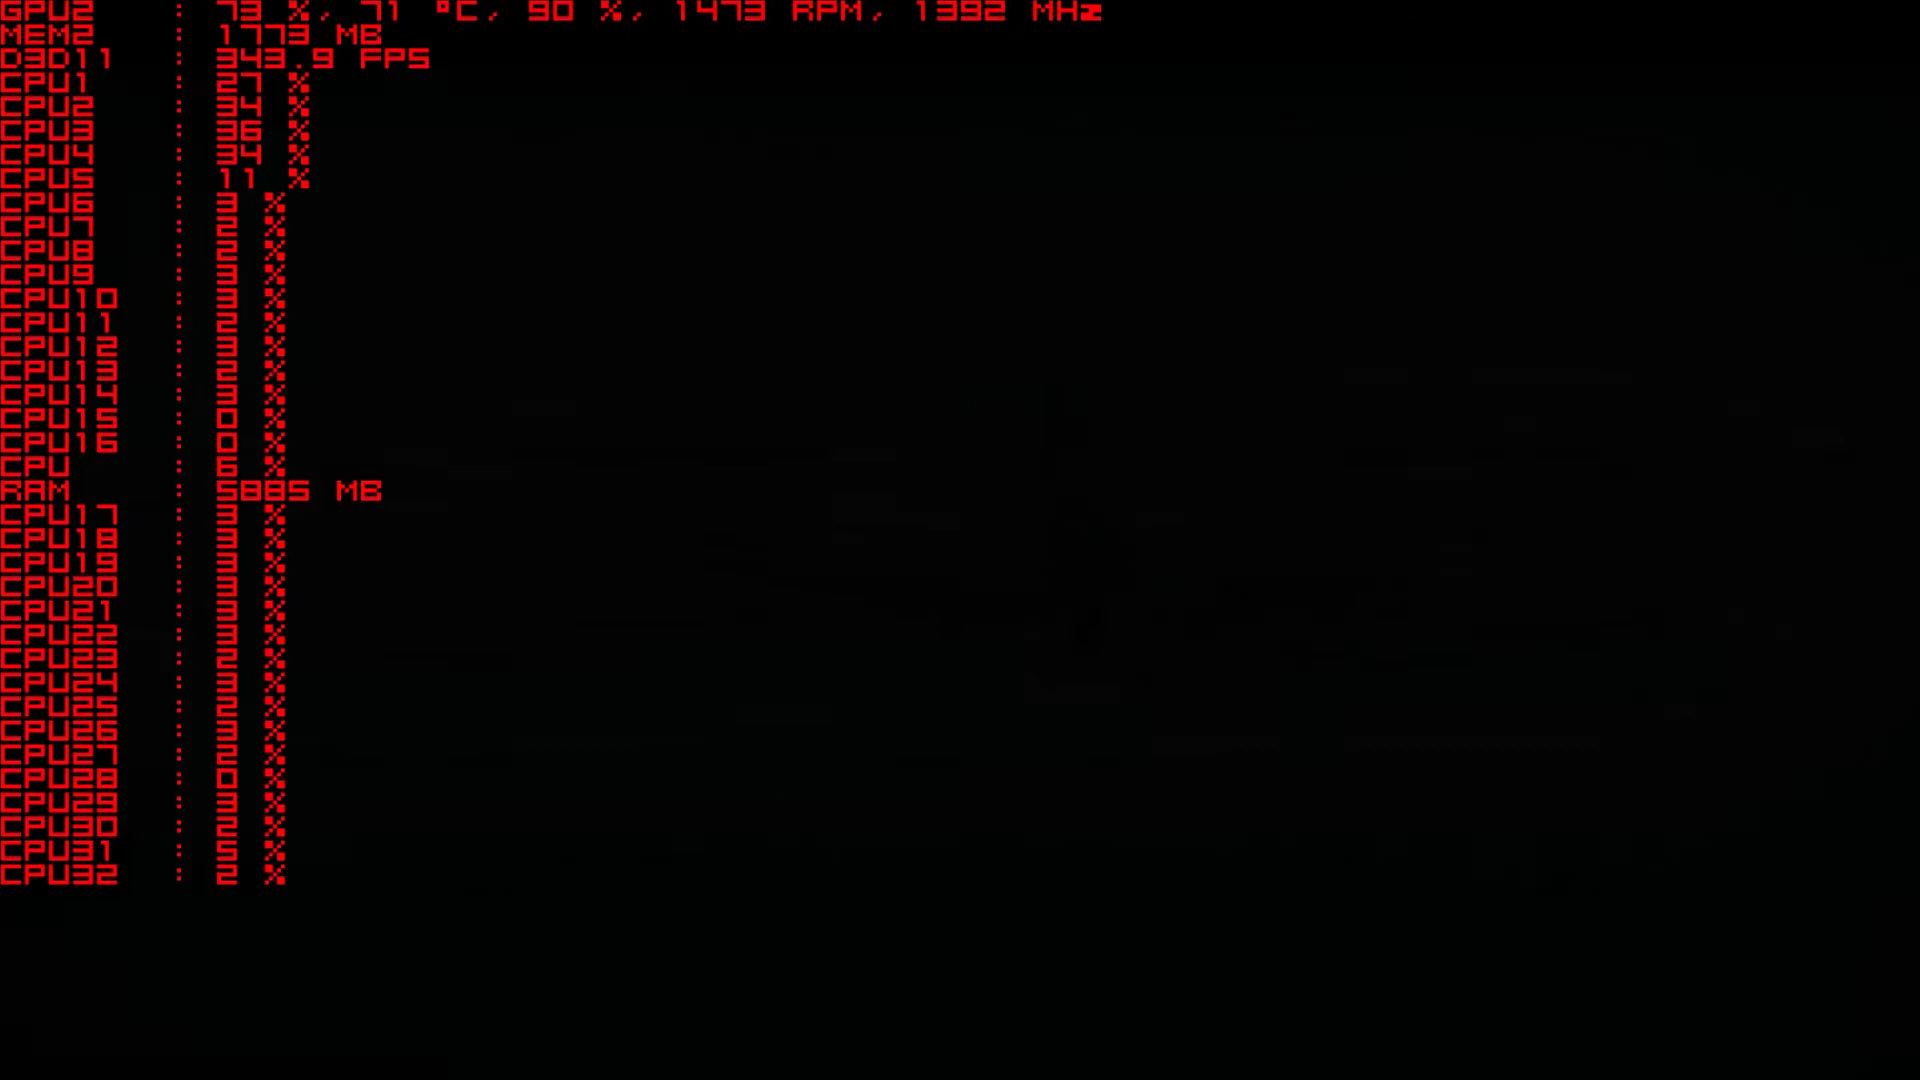 GPU2 : 73 %, 71 °C, 90 %, 1473 RPM, 1392 MHz
MEM2 : 1773 MB
D3D11 : 343.9 FPS
CPU1 : 27 %
CPU2 : 34 %
CPU3 : 36 %
CPU4 : 34 %
CPU5 : 11 %
CPU6 : 3 %
CPU7 : 2 %
CPU8 : 2 %
CPU9 : 3 %
CPU10 : 3 %
CPU11 : 2 %
CPU12 : 3 %
CPU13 : 2 %
CPU14 : 3 %
CPU15 : 0 %
CPU16 : 0 %
CPU : 6 %
RAM : 5885 MB
CPU17 : 3 %
CPU18 : 3 %
CPU19 : 3 %
CPU20 : 3 %
CPU21 : 3 %
CPU22 : 3 %
CPU23 : 2 %
CPU24 : 3 %
CPU25 : 2 %
CPU26 : 3 %
CPU27 : 2 %
CPU28 : 0 %
CPU29 : 3 %
CPU30 : 2 %
CPU31 : 5 %
CPU32 : 2 %